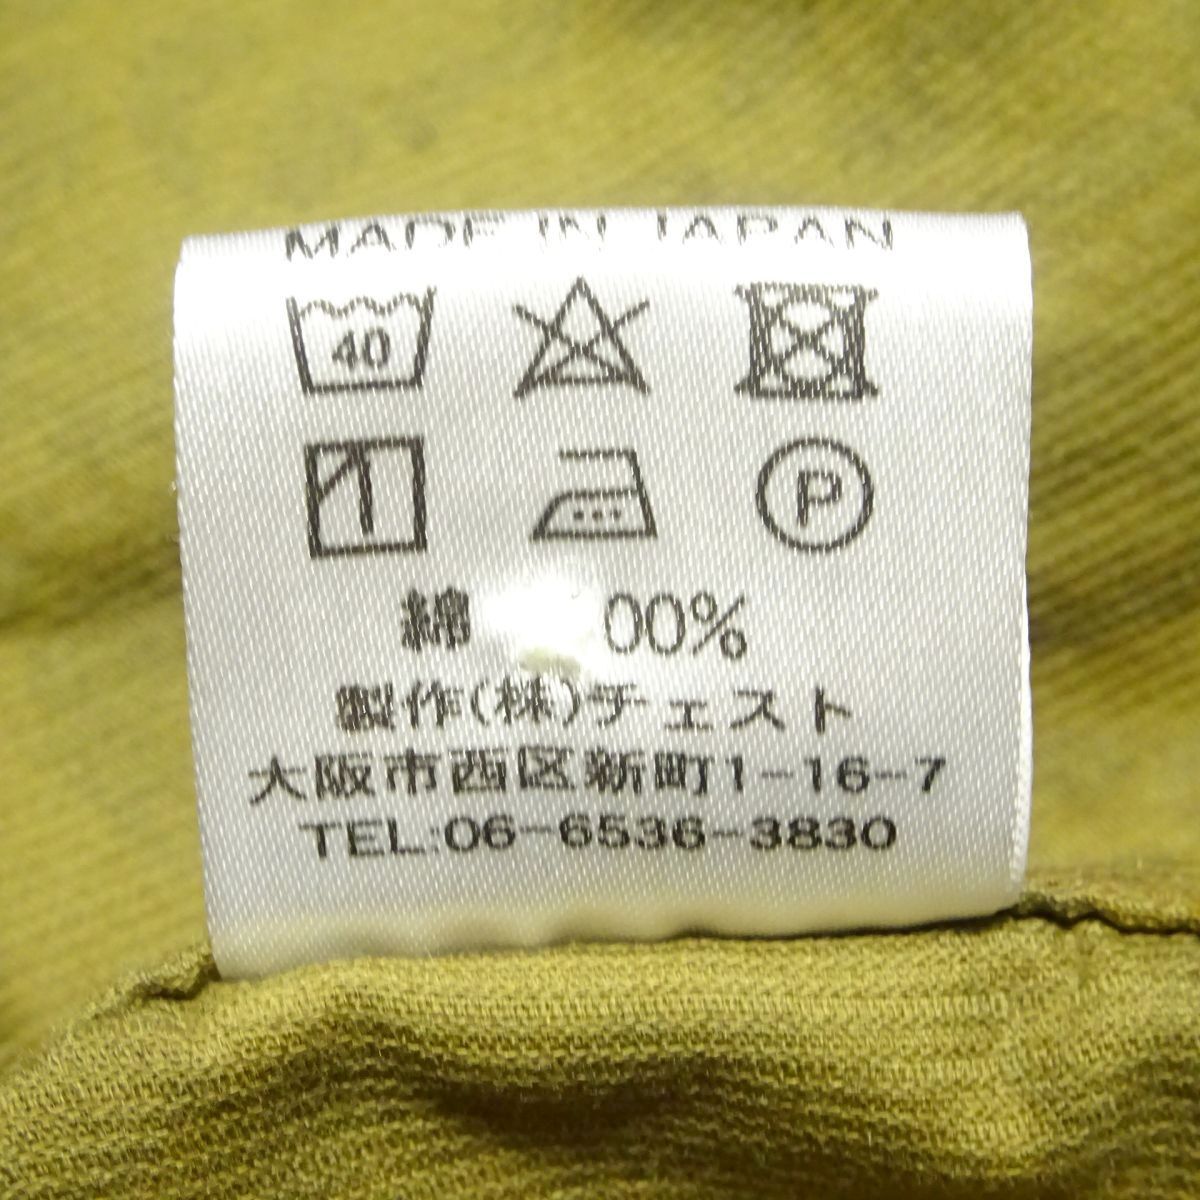 MADE IN JAPAN
40
P
綿 00%
製作(株)チェスト
大阪市西区新町1-16-7
TEL:06-6536-3830